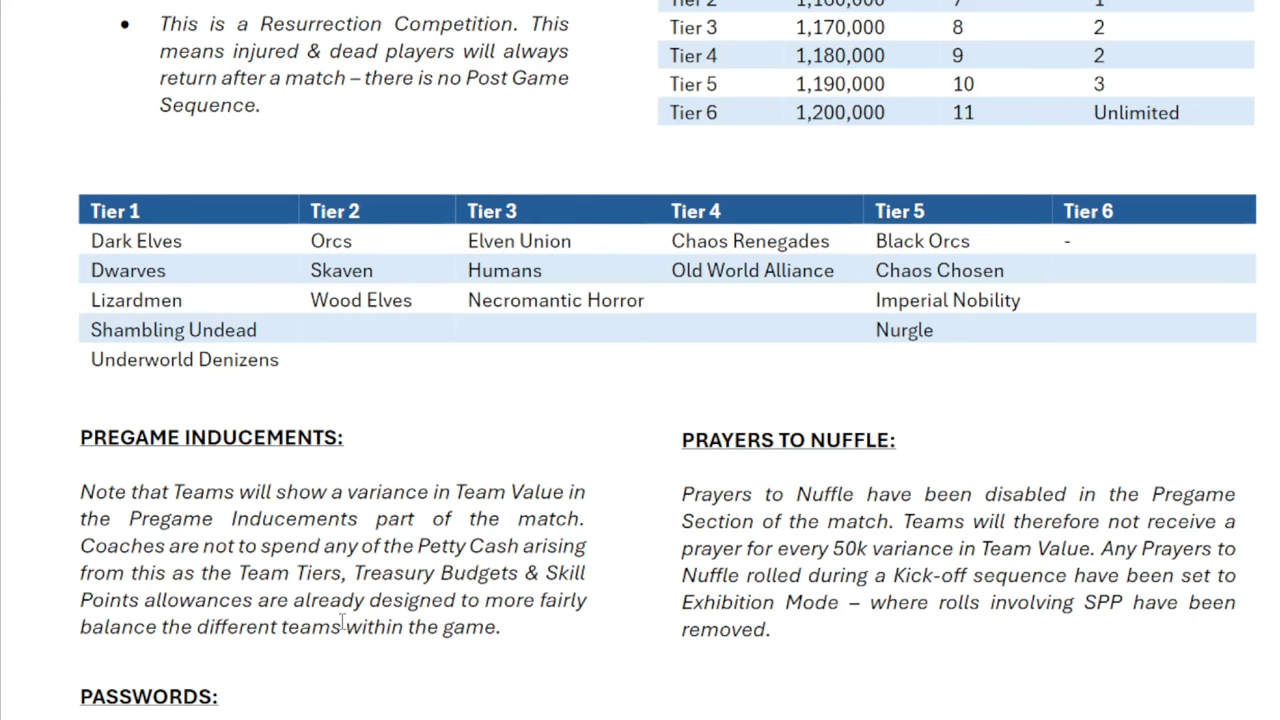 • This is a Resurrection Competition. This
means injured & dead players will always
return after a match – there is no Post Game
Sequence.
Tier 2 1,160,000 7 1
Tier 3 1,170,000 8 2
Tier 4 1,180,000 9 2
Tier 5 1,190,000 10 3
Tier 6 1,200,000 11 Unlimited
Tier 1 Tier 2 Tier 3 Tier 4 Tier 5 Tier 6
Dark Elves Orcs Elven Union Chaos Renegades Black Orcs -
Dwarves Skaven Humans Old World Alliance Chaos Chosen
Lizardmen Wood Elves Necromantic Horror Imperial Nobility
Shambling Undead Nurgle
Underworld Denizens
PREGAME INDUCEMENTS:
Note that Teams will show a variance in Team Value in
the Pregame Inducements part of the match.
Coaches are not to spend any of the Petty Cash arising
from this as the Team Tiers, Treasury Budgets & Skill
Points allowances are already designed to more fairly
balance the different teams within the game.
PRAYERS TO NUFFLE:
Prayers to Nuffle have been disabled in the Pregame
Section of the match. Teams will therefore not receive a
prayer for every 50k variance in Team Value. Any Prayers to
Nuffle rolled during a Kick-off sequence have been set to
Exhibition Mode – where rolls involving SPP have been
removed.
PASSWORDS: